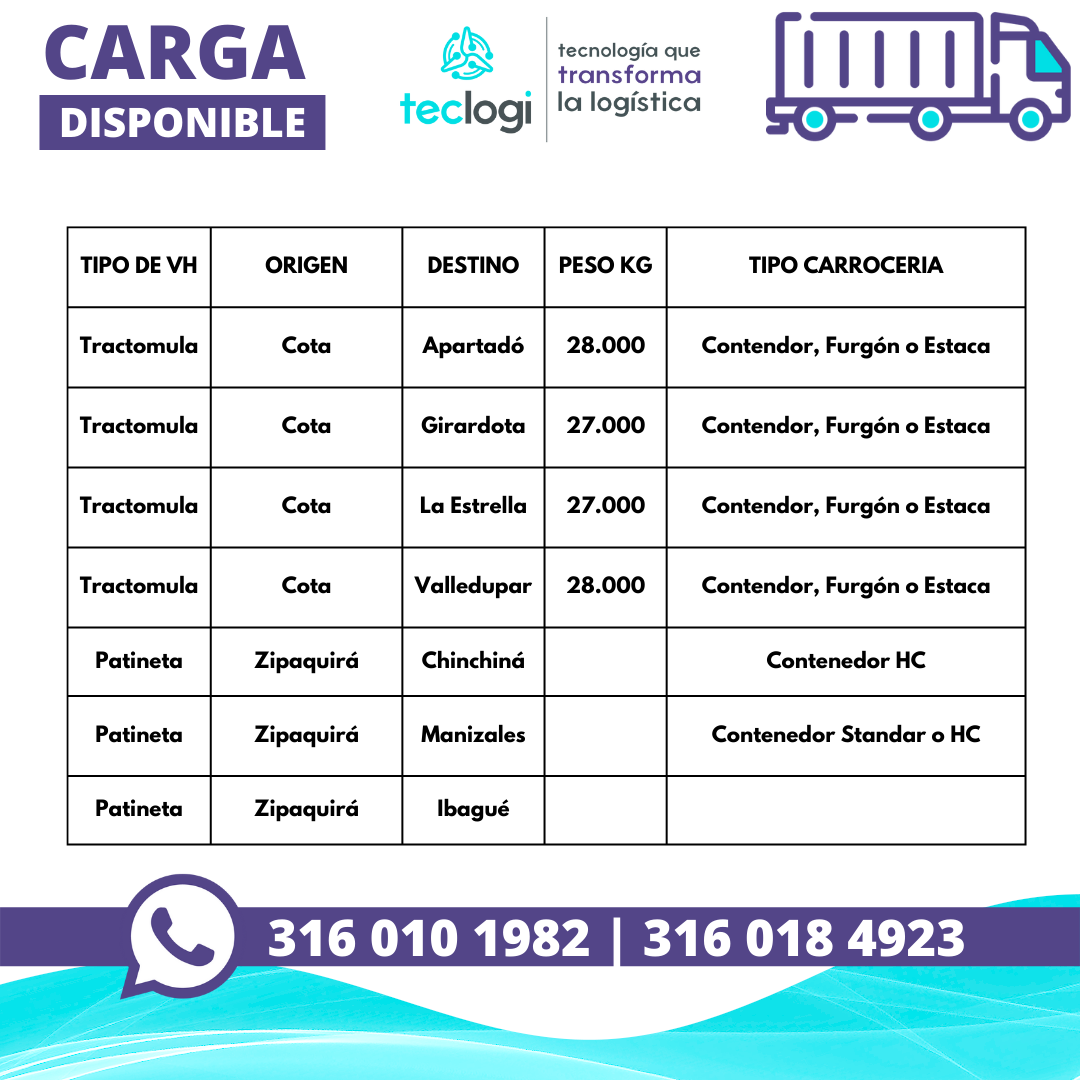 CARGA
DISPONIBLE
teclogi
tecnología que
transforma
la logística
TIPO DE VH ORIGEN DESTINO PESO KG TIPO CARROCERIA
Tractomula Cota Apartadó 28.000 Contendor, Furgón o Estaca
Tractomula Cota Girardota 27.000 Contendor, Furgón o Estaca
Tractomula Cota La Estrella 27.000 Contendor, Furgón o Estaca
Tractomula Cota Valledupar 28.000 Contendor, Furgón o Estaca
Patineta Zipaquirá Chinchiná Contenedor HC
Patineta Zipaquirá Manizales Contenedor Standar o HC
Patineta Zipaquirá Ibagué
316 010 1982 | 316 018 4923